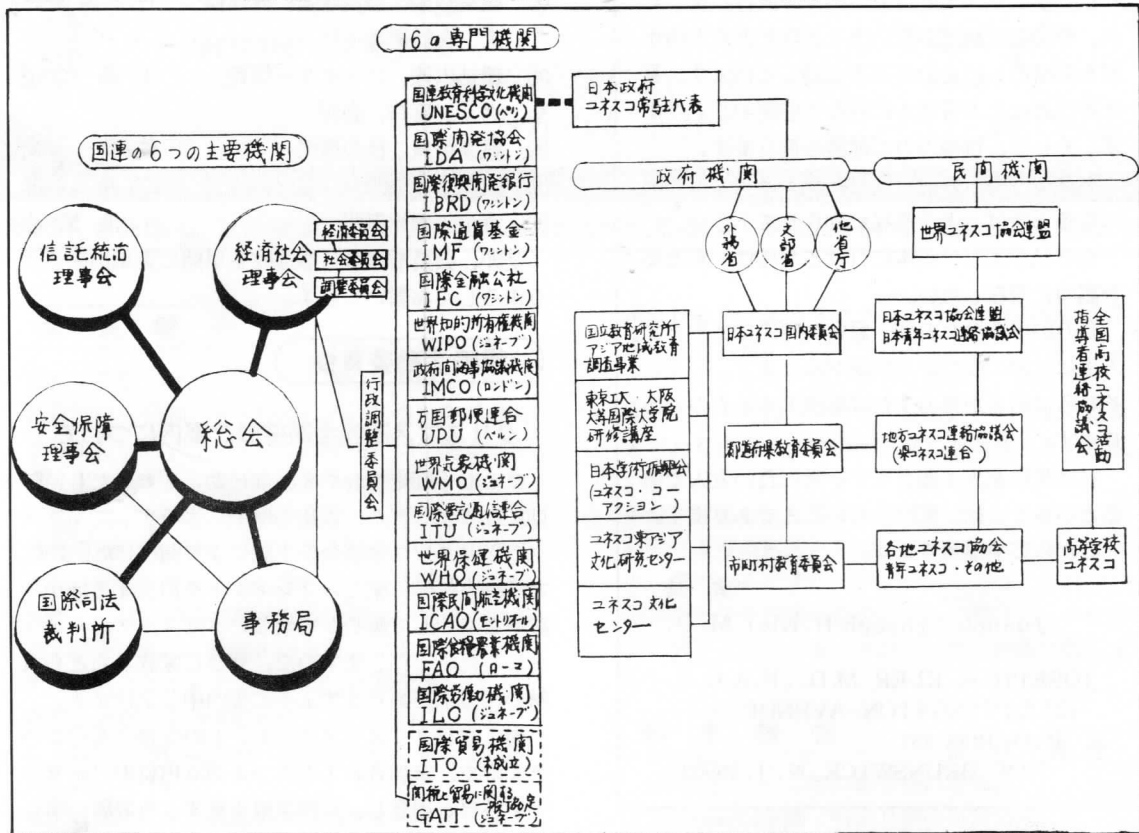 16の専門機関
国連の6つの主要機関
信託統治
理事会
経済社会
理事会
安全保障
理事会
総会
国際司法
裁判所
事務局
経済委員会
社会委員会
調整委員会
行政調整委員会
国連教育科学文化機関
UNESCO (パリ)
国際開発協会
IDA (ワシントン)
国際復興開発銀行
IBRD (ワシントン)
国際通貨基金
IMF (ワシントン)
国際金融公社
IFC (ワシントン)
世界知的所有権機関
WIPO (ジュネーブ)
政府間海事協議機関
IMCO (ロンドン)
万国郵便連合
UPU (ベルン)
世界気象機関
WMO (ジュネーブ)
国際電気通信連合
ITU (ジュネーブ)
世界保健機関
WHO (ジュネーブ)
国際民間航空機関
ICAO (モントリオール)
国際食糧農業機関
FAO (ローマ)
国際労働機関
ILO (ジュネーブ)
国際貿易機関
ITO (未成立)
関税と貿易に関する
一般協定
GATT (ジュネーブ)
日本政府
ユネスコ常駐代表
政府機関
民間機関
外務省
文部省
他省庁
世界ユネスコ協会連盟
国立教育研究所
アジア地域教育
調査事業
東京工大、大阪
大等国際大学院
研修講座
日本学術振興会
(ユネスコ・コー
アクション)
ユネスコ東アジア
文化研究センター
ユネスコ文化
センター
日本ユネスコ国内委員会
都道府県教育委員会
市町村教育委員会
日本ユネスコ協会連盟
日本青年ユネスコ連絡協議会
地方ユネスコ連絡協議会
(県ユネスコ連合)
各地ユネスコ協会
青年ユネスコ・その他
全国高校ユネスコ活動
指導者連絡協議会
高等学校
ユネスコ